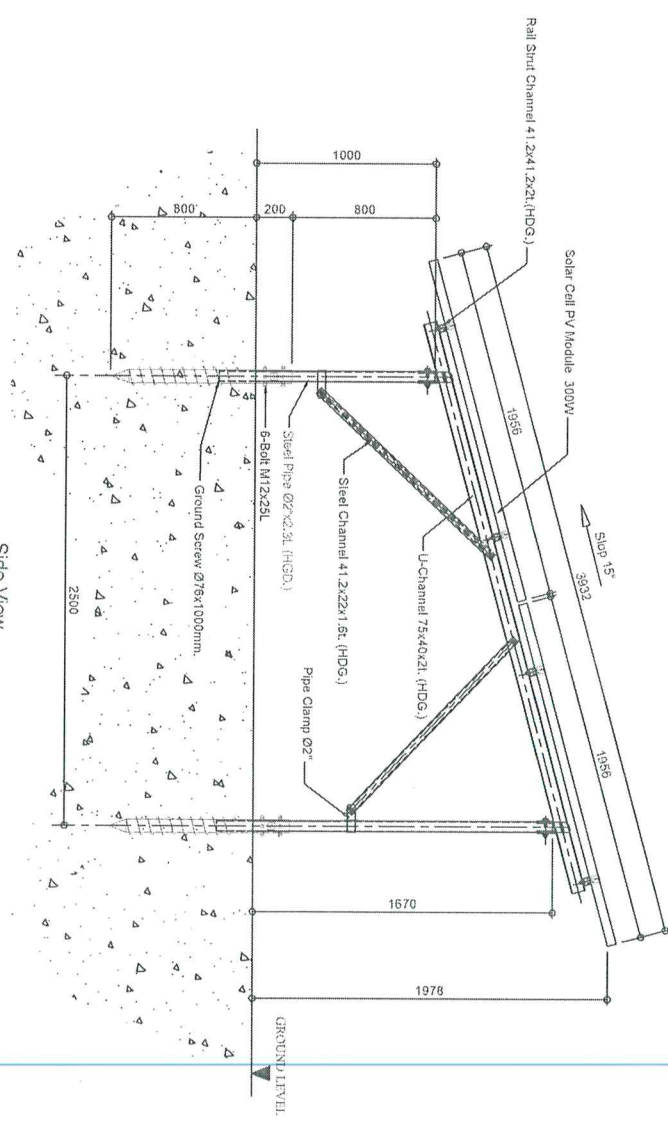 Rail Strut Channel 41.2x41.2x2t.(HDG.)
Solar Cell PV Module 300W
Slop 15°
3932
1956
1956
1000
800
200
800
U-Channel 75x40x2t. (HDG.)
Steel Channel 41.2x22x1.6t. (HDG.)
Steel Pipe Ø2"x2.3t. (HGD.)
6-Bolt M12x25L
Ground Screw Ø76x1000mm.
Pipe Clamp Ø2"
2500
1670
1978
GROUND LEVEL
Side View